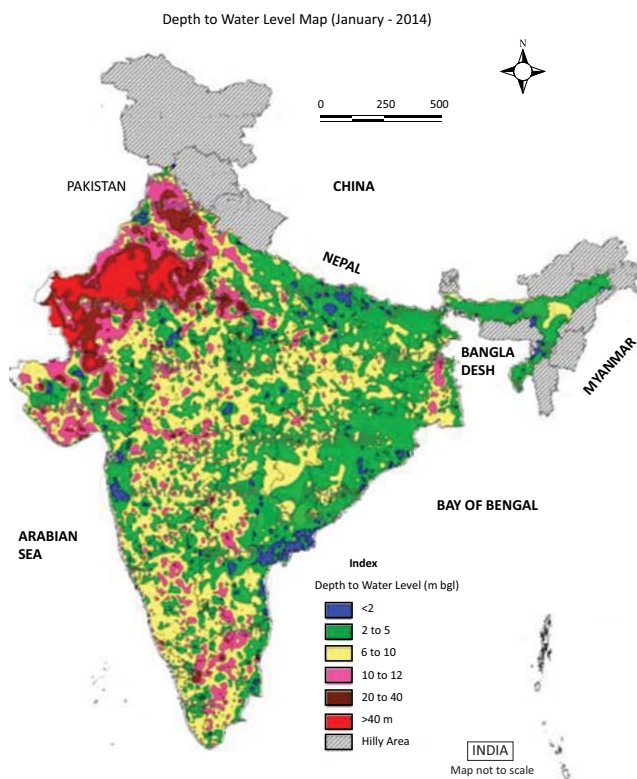 Depth to Water Level Map (January - 2014)
N
0 250 500
PAKISTAN
CHINA
NEPAL
BANGLA
DESH
MYANMAR
BAY OF BENGAL
ARABIAN
SEA
Index
Depth to Water Level (m bgl)
<2
2 to 5
6 to 10
10 to 12
20 to 40
>40 m
Hilly Area
INDIA
Map not to scale